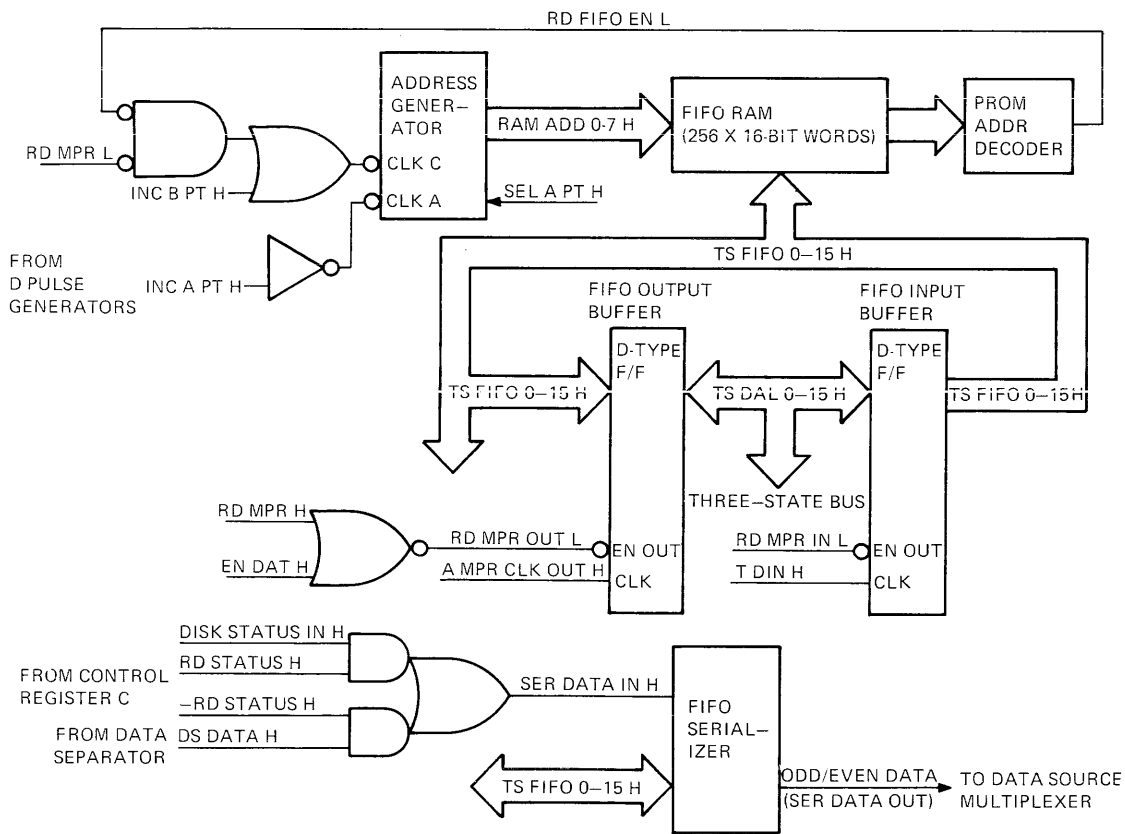 RD FIFO EN L
ADDRESS
GENER–
ATOR
RAM ADD 0-7 H
FIFO RAM
(256 X 16-BIT WORDS)
PROM
ADDR
DECODER
RD MPR L
INC B PT H
CLK C
CLK A
SEL A PT H
FROM
D PULSE
GENERATORS
INC A PT H
TS FIFO 0–15 H
FIFO OUTPUT
BUFFER
FIFO INPUT
BUFFER
D-TYPE
F/F
D-TYPE
F/F
TS FIFO 0–15 H
TS DAL 0–15 H
TS FIFO 0–15H
THREE–STATE BUS
RD MPR H
EN DAT H
RD MPR OUT L
A MPR CLK OUT H
EN OUT
CLK
RD MPR IN L
T DIN H
EN OUT
CLK
DISK STATUS IN H
RD STATUS H
FROM CONTROL
REGISTER C
–RD STATUS H
DS DATA H
FROM DATA
SEPARATOR
SER DATA IN H
FIFO
SERIAL–
IZER
TS FIFO 0–15 H
ODD/EVEN DATA
(SER DATA OUT)
TO DATA SOURCE
MULTIPLEXER